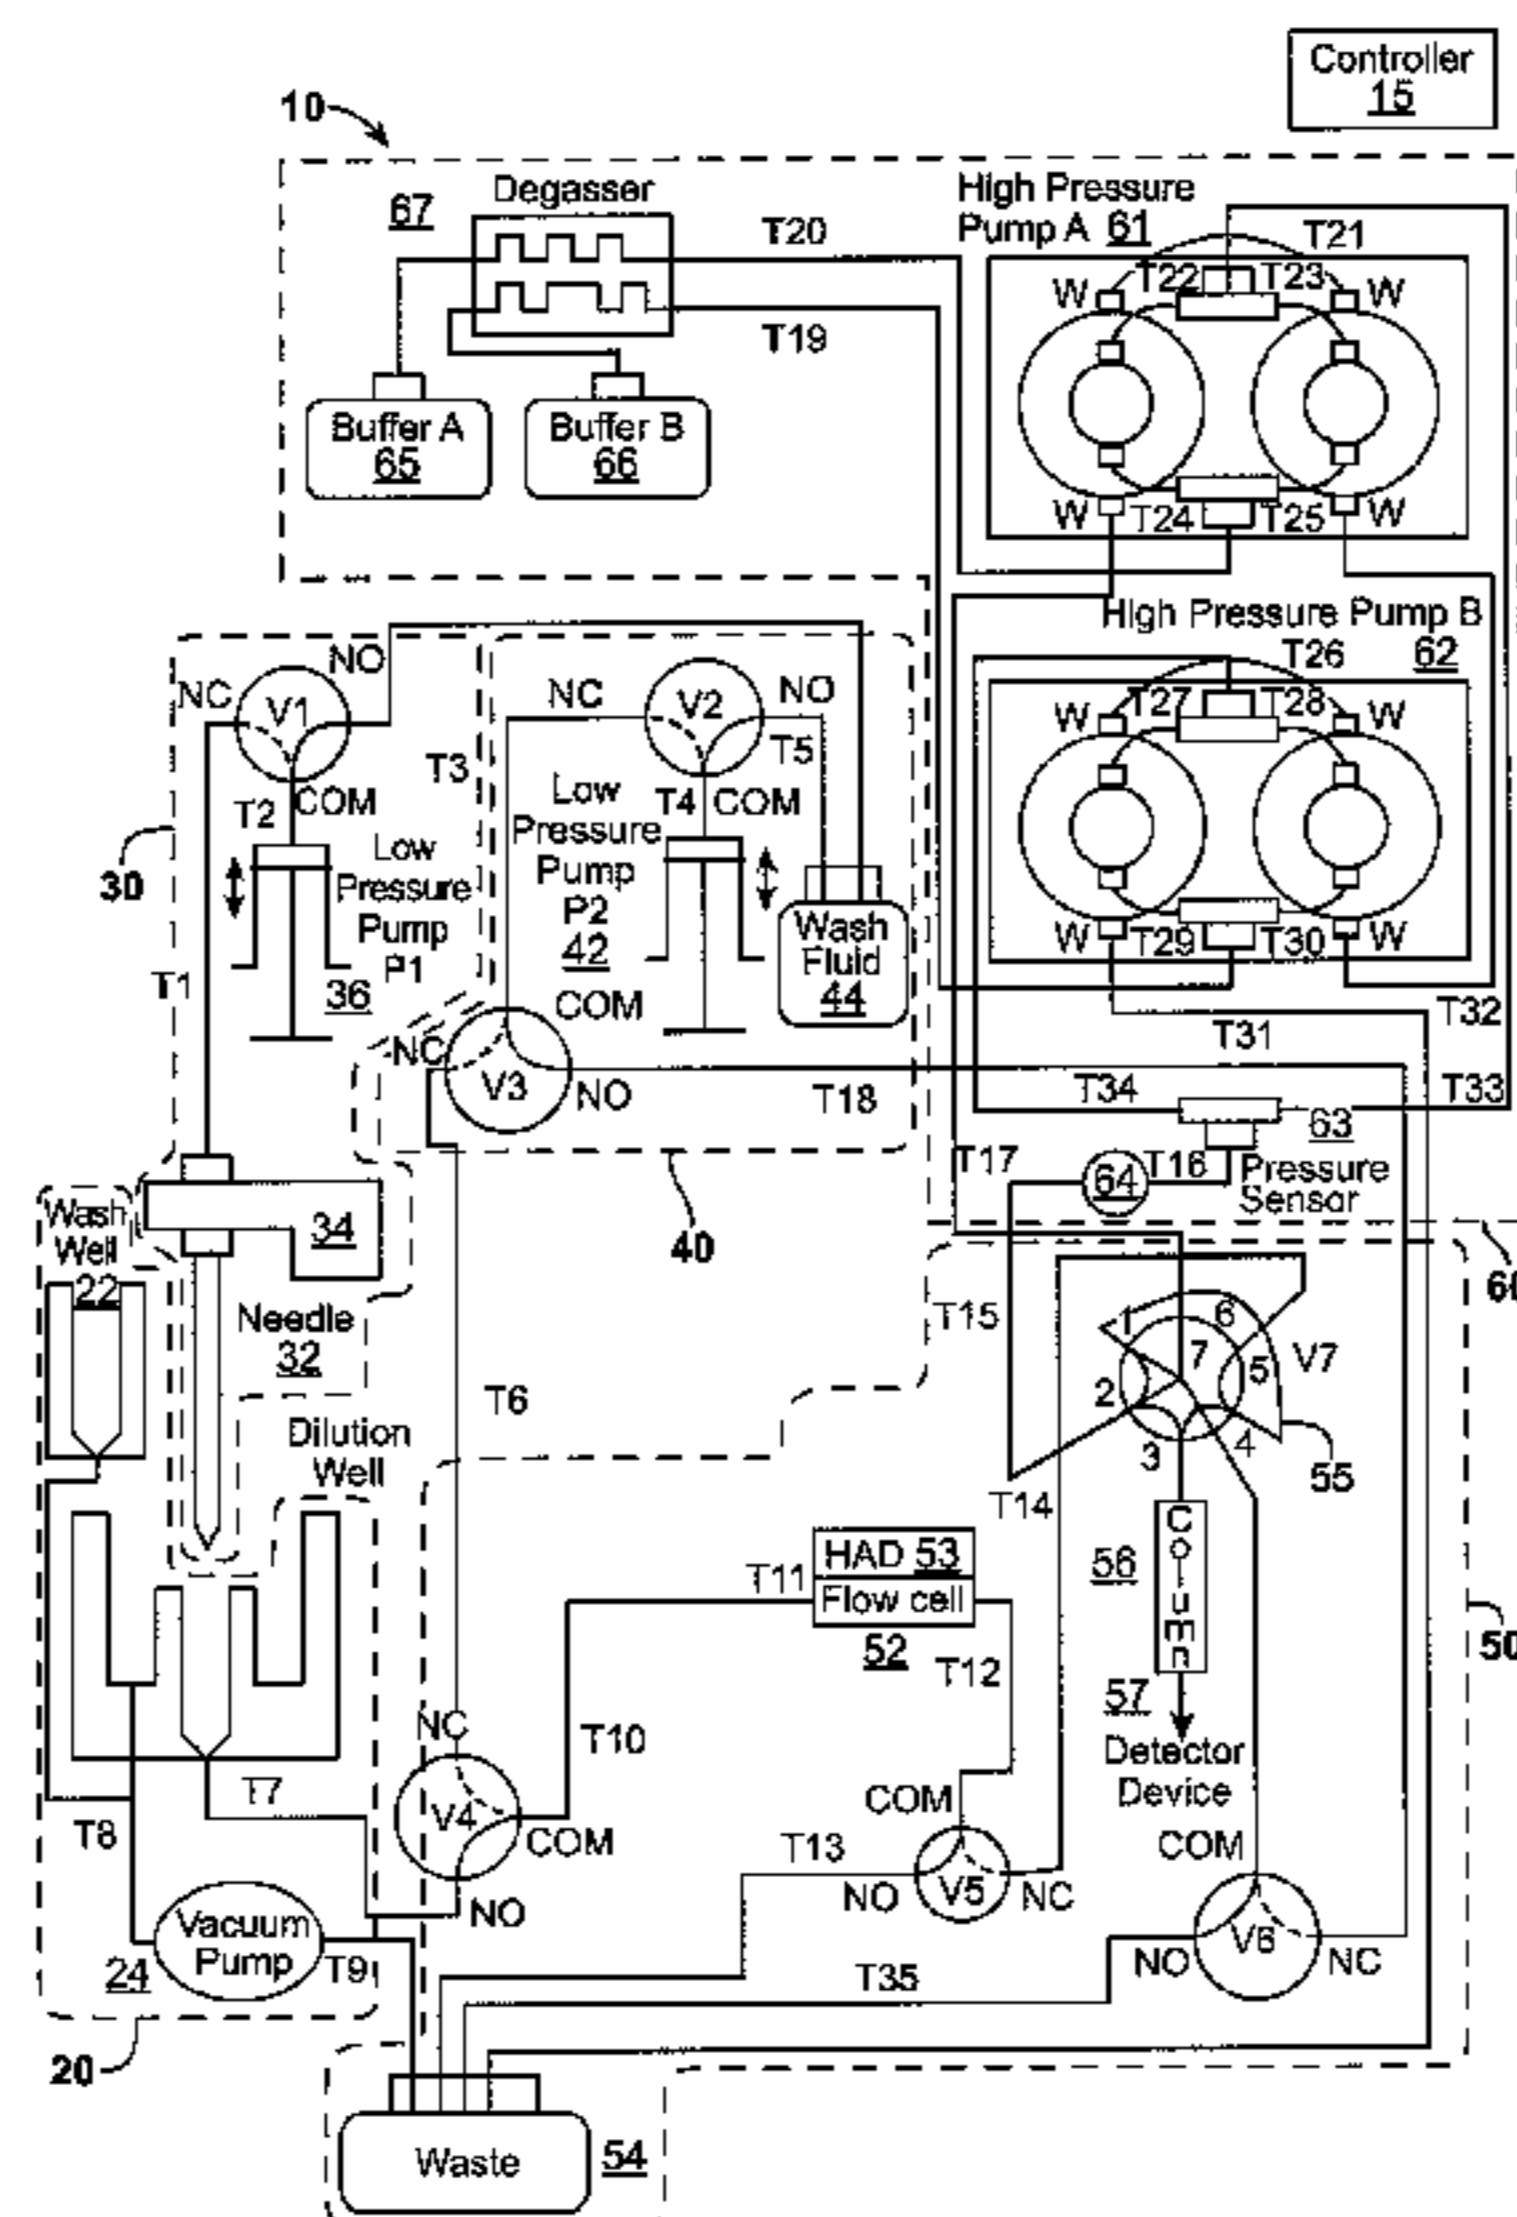 Controller
15
10
67
Degasser
T20
T19
Buffer A
65
Buffer B
66
High Pressure
Pump A 61
T21
W
T22
T23
W
W
T24
T25
W
High Pressure Pump B
62
T26
W
T27
T28
W
W
T29
T30
W
T32
T31
T33
T34
63
Pressure
Sensor
T17
64
T16
60
NO
NC
V1
COM
T2
T3
Low
Pressure
Pump
P1
36
30
T1
NC
V2
NO
T5
T4
COM
Low
Pressure
Pump
P2
42
Wash
Fluid
44
COM
NC
V3
NO
T18
40
Wash
Well
22
34
Needle
32
Dilution
Well
T6
T15
1
6
7
5
V7
2
3
4
55
T14
HAD 53
Flow cell
52
T11
T12
56
Column
57
Detector
Device
50
NC
T10
V4
COM
NO
T7
T8
COM
T13
NO
V5
NC
COM
NO
V6
NC
Vacuum
Pump
24
T9
T35
20
Waste
54